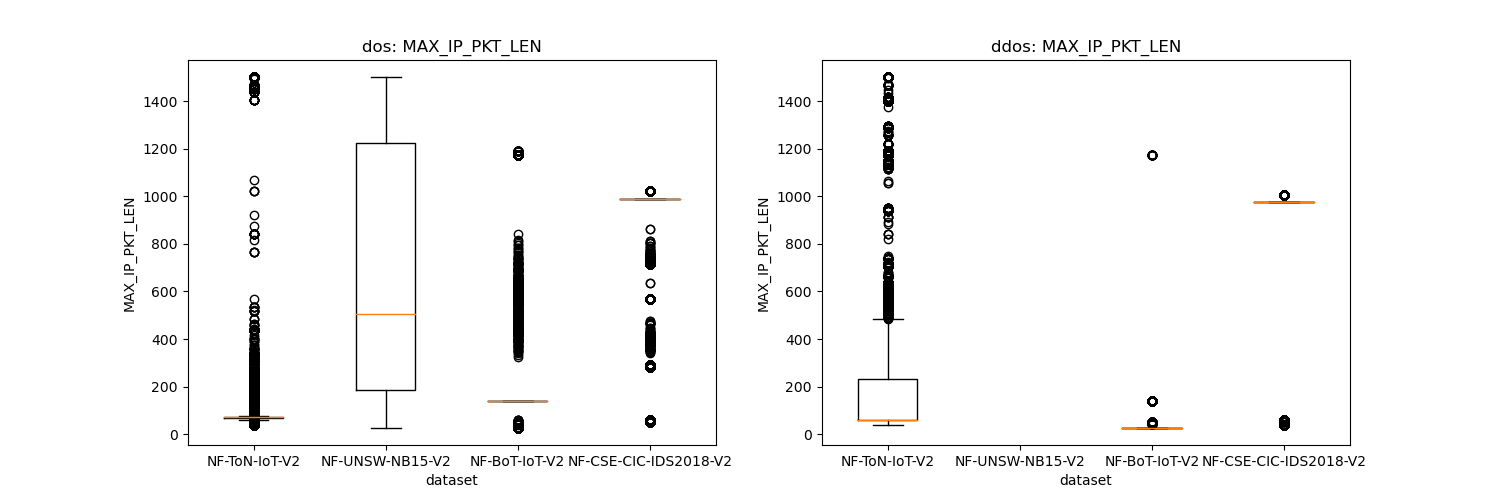 dos: MAX_IP_PKT_LEN
MAX_IP_PKT_LEN
1400
1200
1000
800
600
400
200
0
NF-ToN-IoT-V2 NF-UNSW-NB15-V2 NF-BoT-IoT-V2 NF-CSE-CIC-IDS2018-V2
dataset
ddos: MAX_IP_PKT_LEN
MAX_IP_PKT_LEN
1400
1200
1000
800
600
400
200
0
NF-ToN-IoT-V2 NF-UNSW-NB15-V2 NF-BoT-IoT-V2 NF-CSE-CIC-IDS2018-V2
dataset